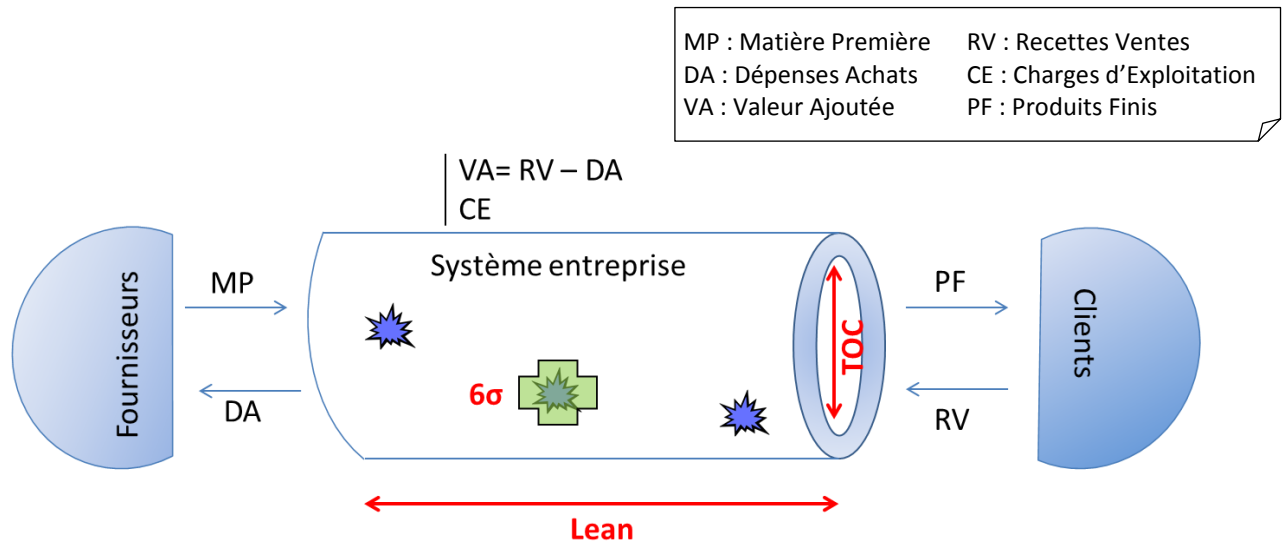 MP : Matière Première RV : Recettes Ventes
DA : Dépenses Achats CE : Charges d’Exploitation
VA : Valeur Ajoutée PF : Produits Finis
VA= RV – DA
CE
Système entreprise
Fournisseurs
MP
DA
6σ
TOC
PF
RV
Clients
Lean